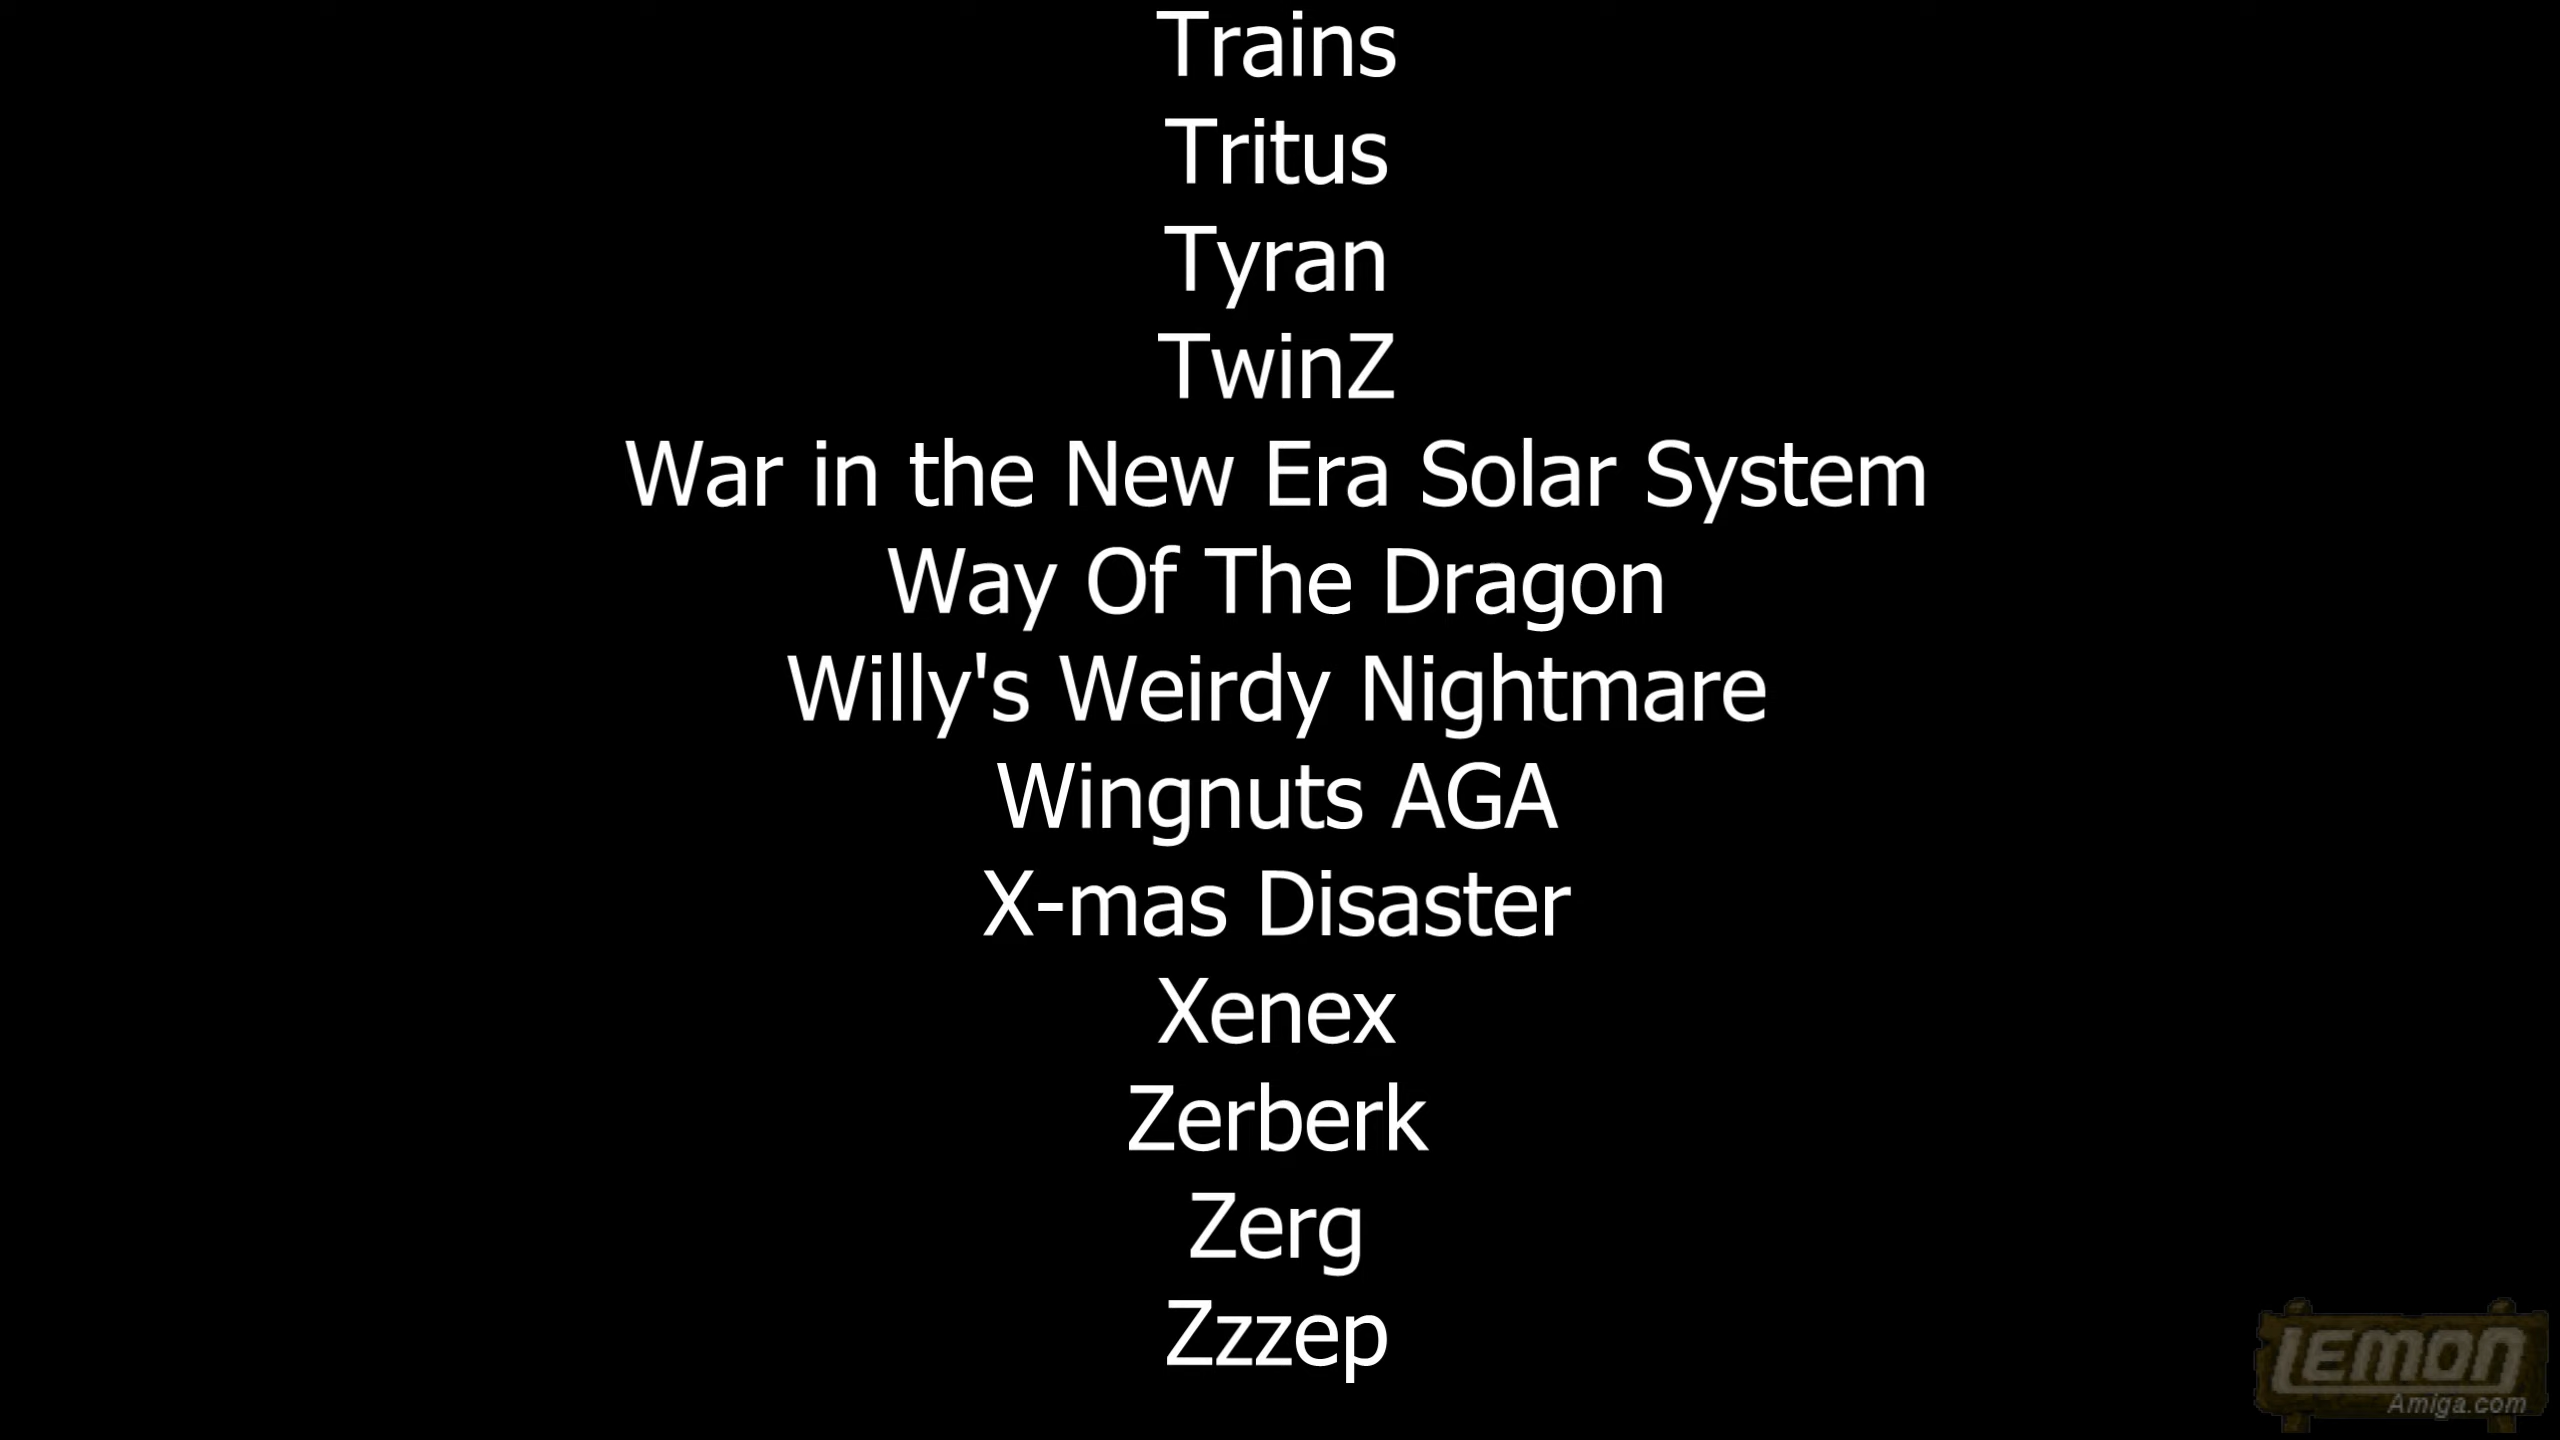 Trains
Tritus
Tyran
TwinZ
War in the New Era Solar System
Way Of The Dragon
Willy's Weirdy Nightmare
Wingnuts AGA
X-mas Disaster
Xenex
Zerberk
Zerg
Zzzep
LEMON
Amiga.com